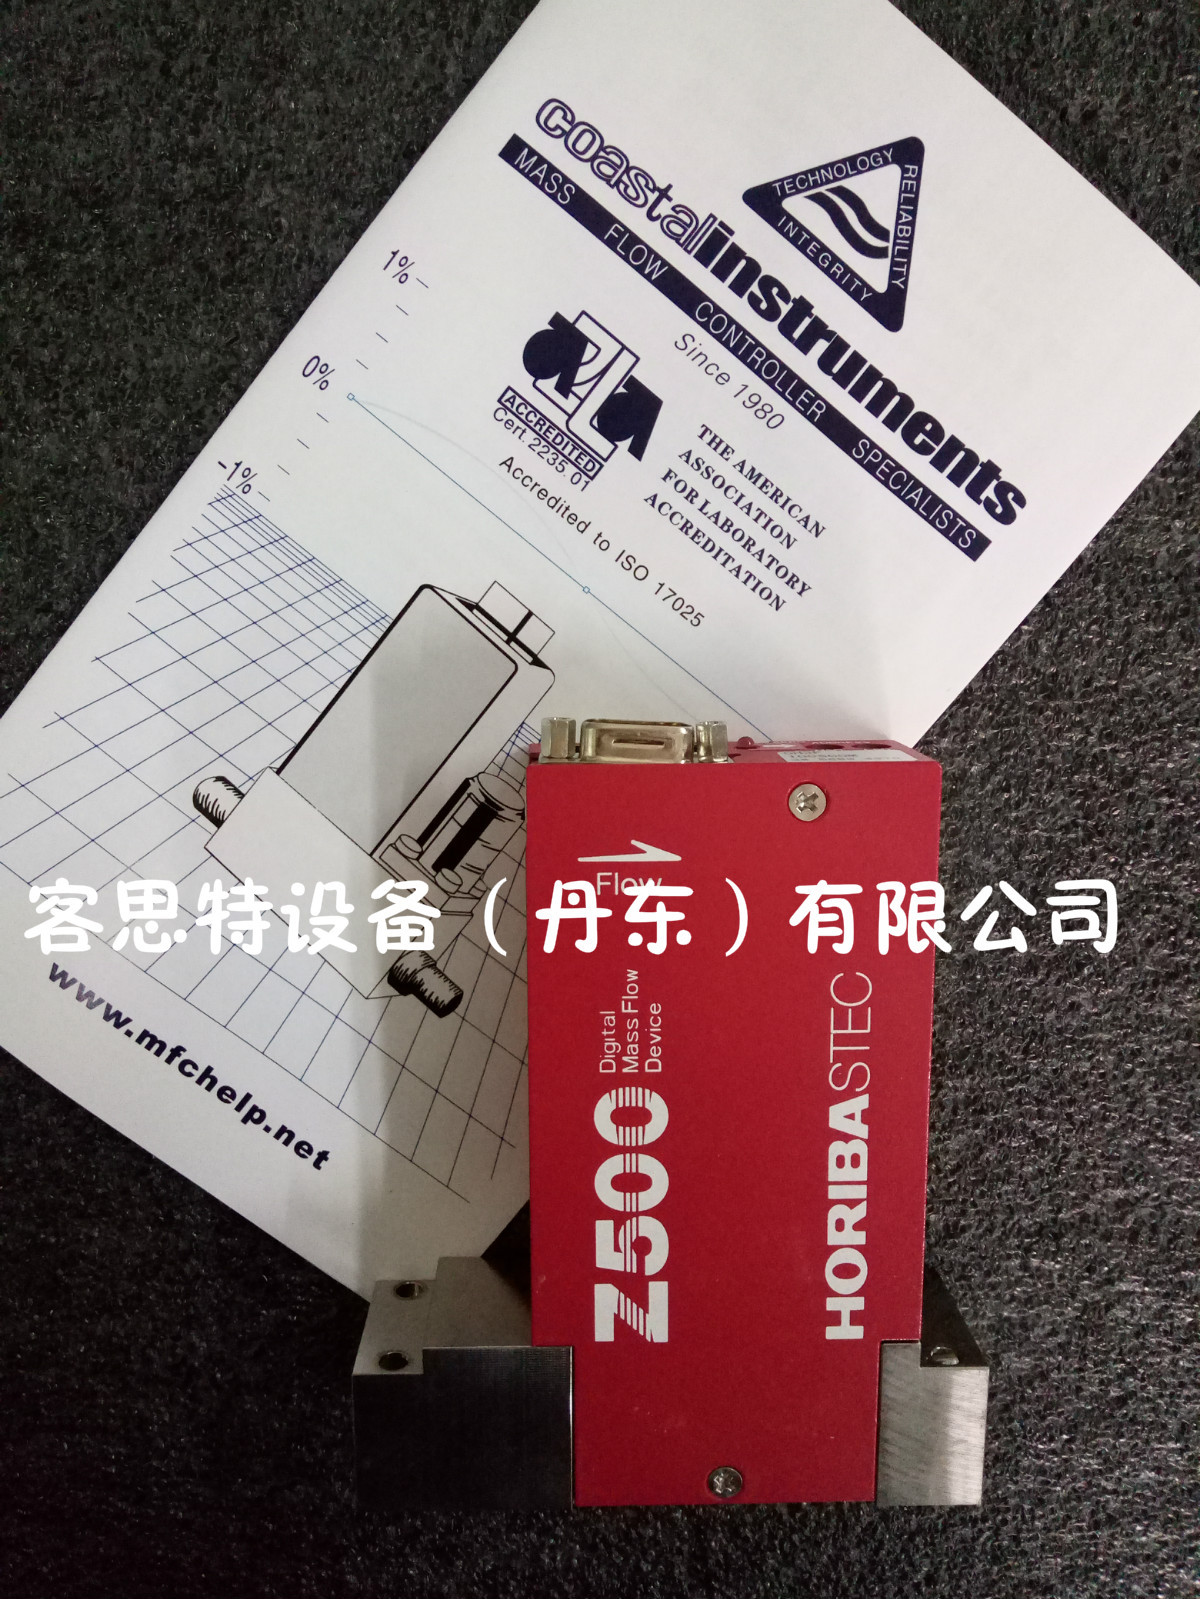 coastalinstruments
MASS FLOW CONTROLLER SPECIALISTS
TECHNOLOGY
RELIABILITY
INTEGRITY
Since 1980
A2LA
ACCREDITED
Cert. 2235.01
Accredited to ISO 17025
THE AMERICAN
ASSOCIATION
FOR LABORATORY
ACCREDITATION
1%
0%
-1%
www.mfchelp.net
客思特设备（丹东）有限公司
Flow
Z500
Digital
Mass Flow
Device
HORIBASTEC